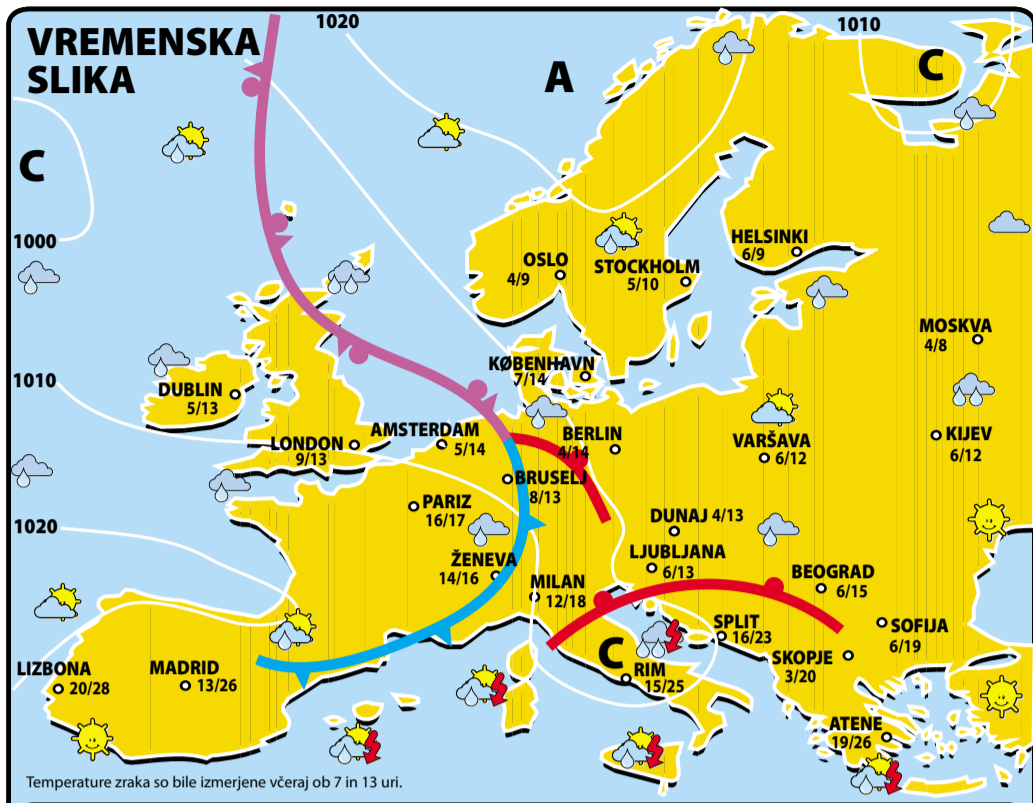 1020
1010
VREMENSKA
SLIKA
A
C
C
1000
HELSINKI
6/9
OSLO
4/9
STOCKHOLM
5/10
MOSKVA
4/8
KØBENHAVN
7/14
1010
DUBLIN
5/13
AMSTERDAM
5/14
LONDON
9/13
BERLIN
4/14
VARŠAVA
6/12
KIJEV
6/12
BRUSELJ
8/13
PARIZ
16/17
1020
DUNAJ 4/13
LJUBLJANA
6/13
ŽENEVA
14/16
MILAN
12/18
BEOGRAD
6/15
SPLIT
16/23
SOFIJA
6/19
C
SKOPJE
3/20
RIM
15/25
LIZBONA
20/28
MADRID
13/26
ATENE
19/26
Temperature zraka so bile izmerjene včeraj ob 7 in 13 uri.